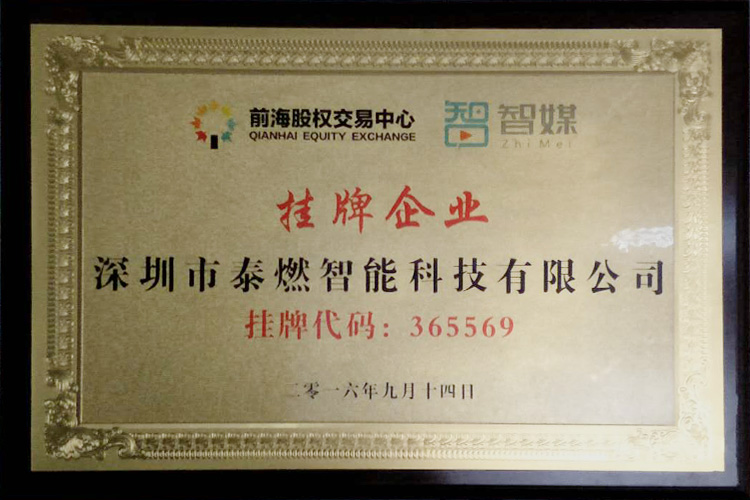 前海股权交易中心
QIANHAI EQUITY EXCHANGE
智
智媒
ZhiMei
挂牌企业
深圳市泰燃智能科技有限公司
挂牌代码：365569
二零一六年九月十四日